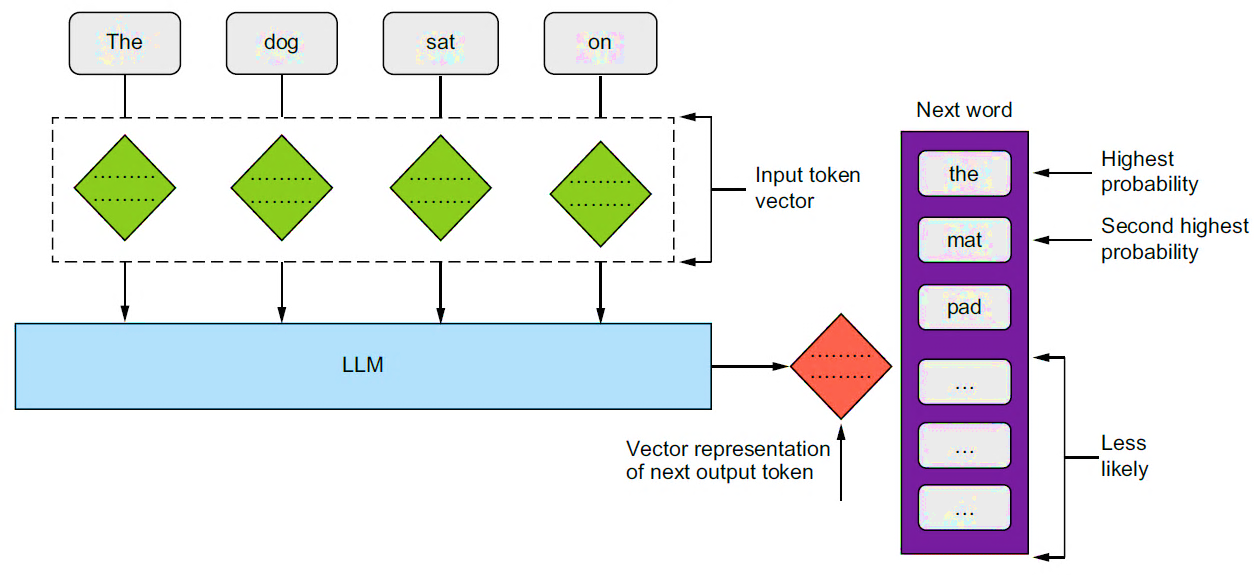 The
dog
sat
on
Input token
vector
LLM
Vector representation
of next output token
Next word
the
mat
pad
...
...
...
Highest
probability
Second highest
probability
Less
likely